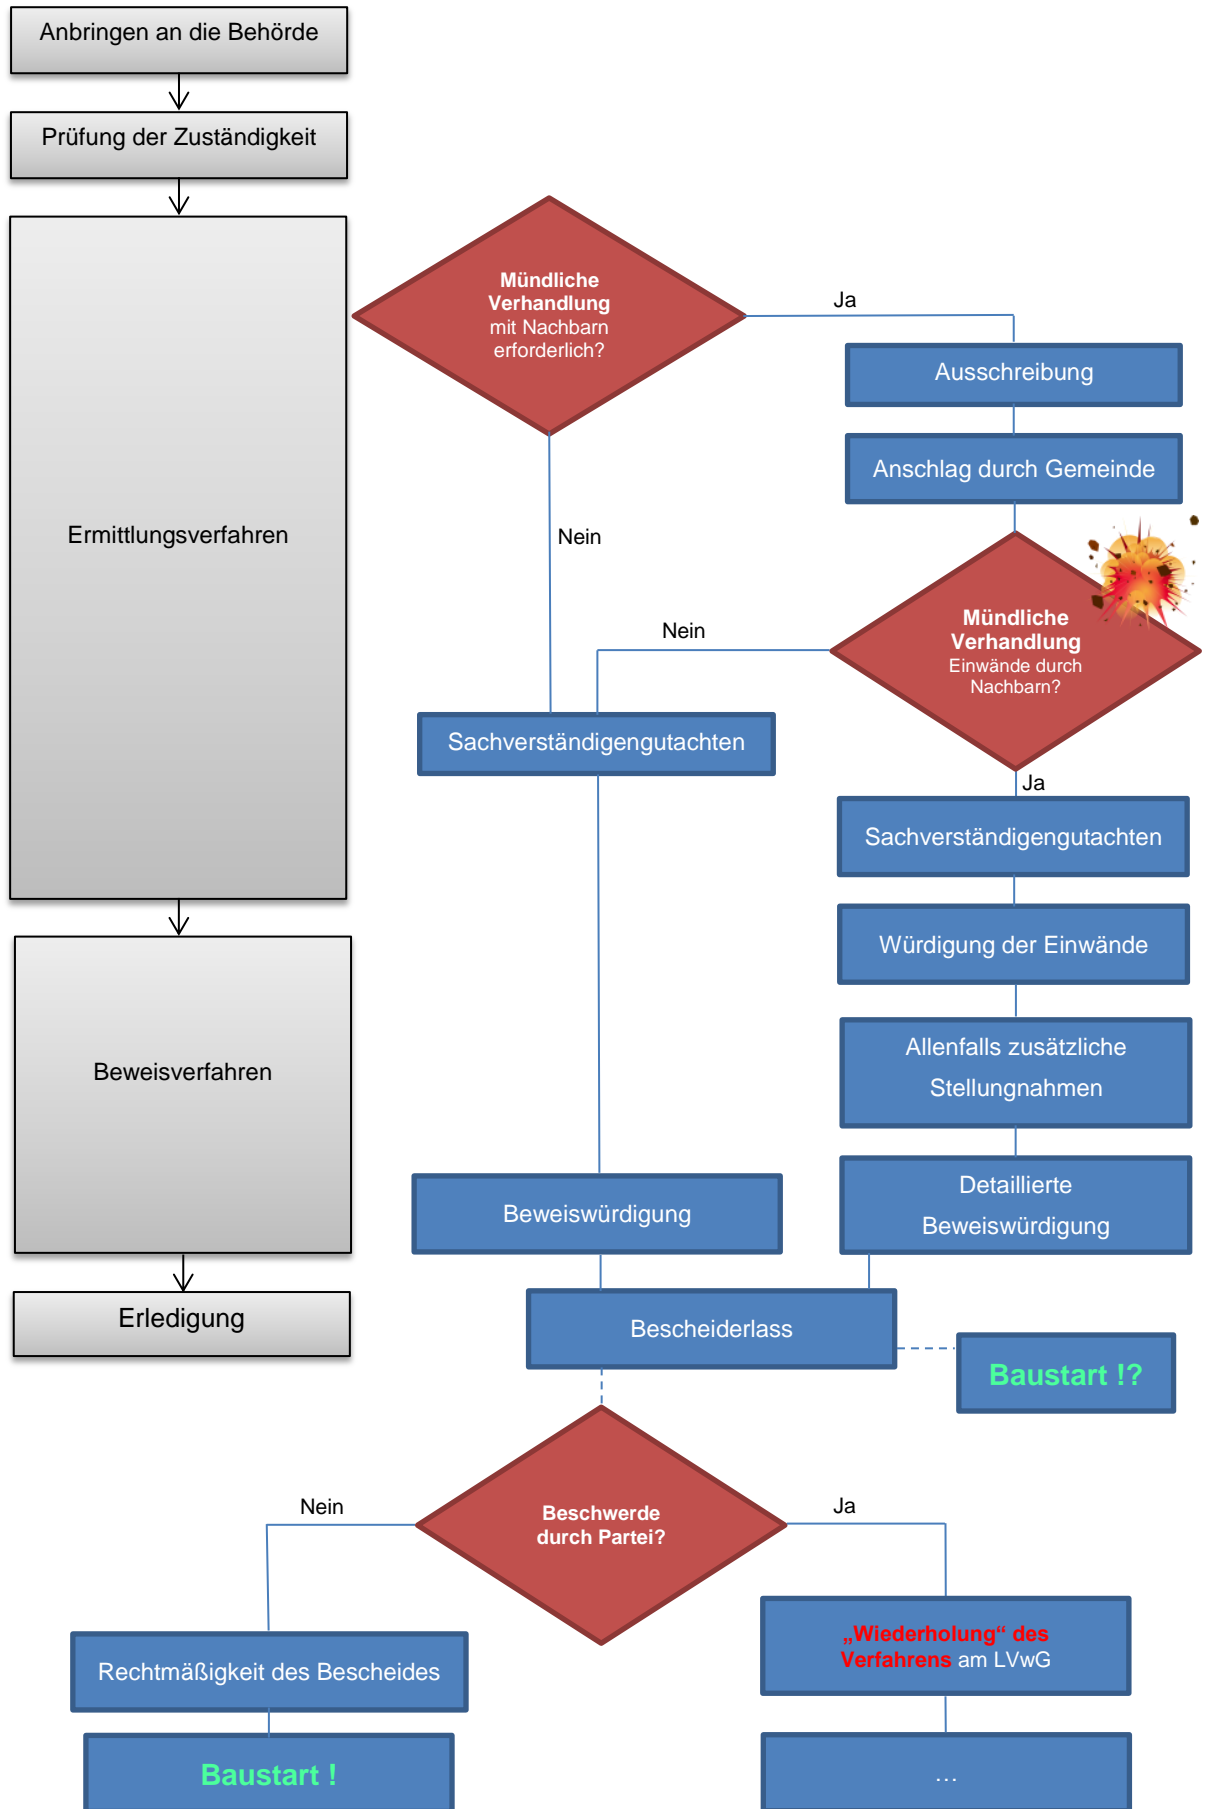 Anbringen an die Behörde
Prüfung der Zuständigkeit
Ermittlungsverfahren
Beweisverfahren
Erledigung
Mündliche
Verhandlung
mit Nachbarn
erforderlich?
Ja
Ausschreibung
Anschlag durch Gemeinde
Nein
Mündliche
Verhandlung
Einwände durch
Nachbarn?
Nein
Sachverständigengutachten
Ja
Sachverständigengutachten
Würdigung der Einwände
Allenfalls zusätzliche
Stellungnahmen
Detaillierte
Beweiswürdigung
Beweiswürdigung
Bescheiderlass
Baustart !?
Beschwerde
durch Partei?
Nein
Ja
Rechtmäßigkeit des Bescheides
Baustart !
„Wiederholung“ des
Verfahrens am LVwG
…